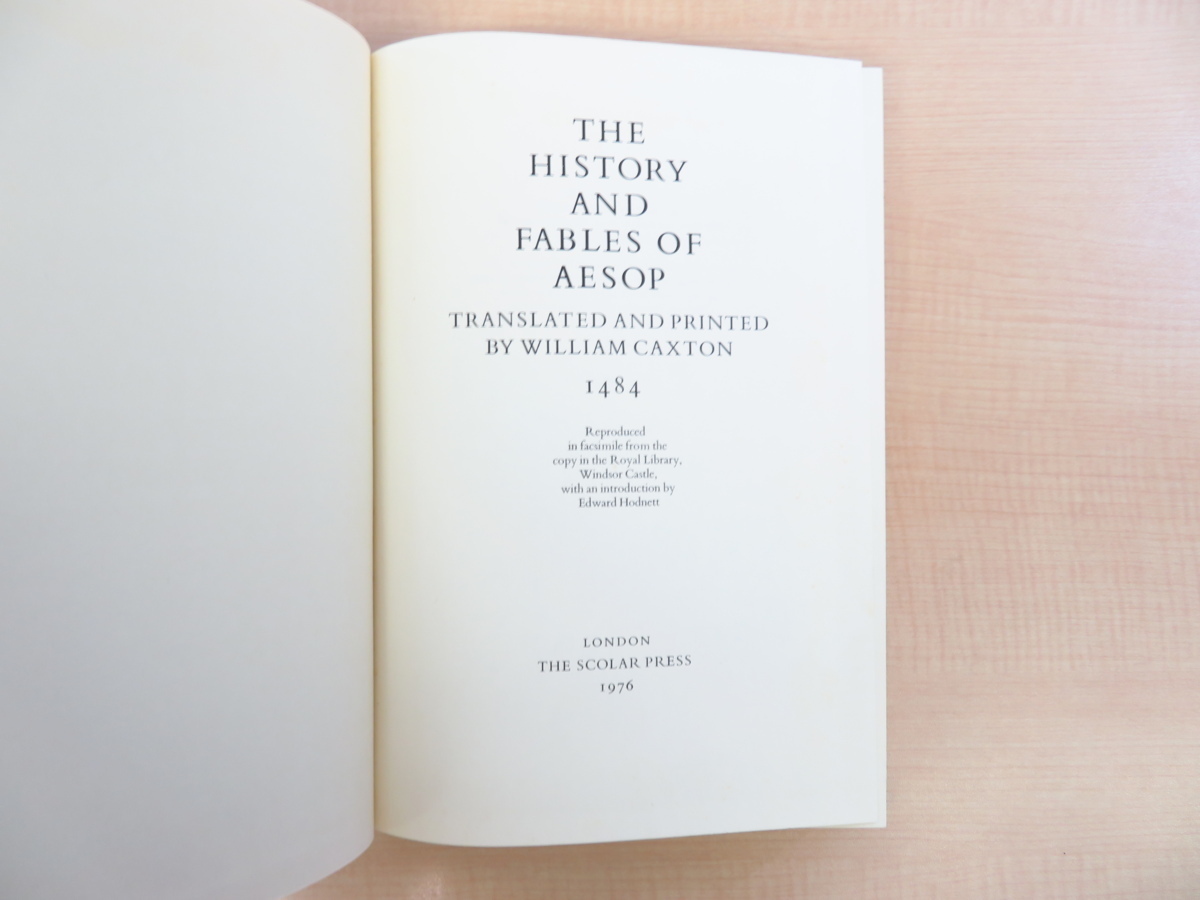 THE
HISTORY
AND
FABLES OF
AESOP
TRANSLATED AND PRINTED
BY WILLIAM CAXTON
1484
Reproduced
in facsimile from the
copy in the Royal Library,
Windsor Castle,
with an introduction by
Edward Hodnett
LONDON
THE SCOLAR PRESS
1976